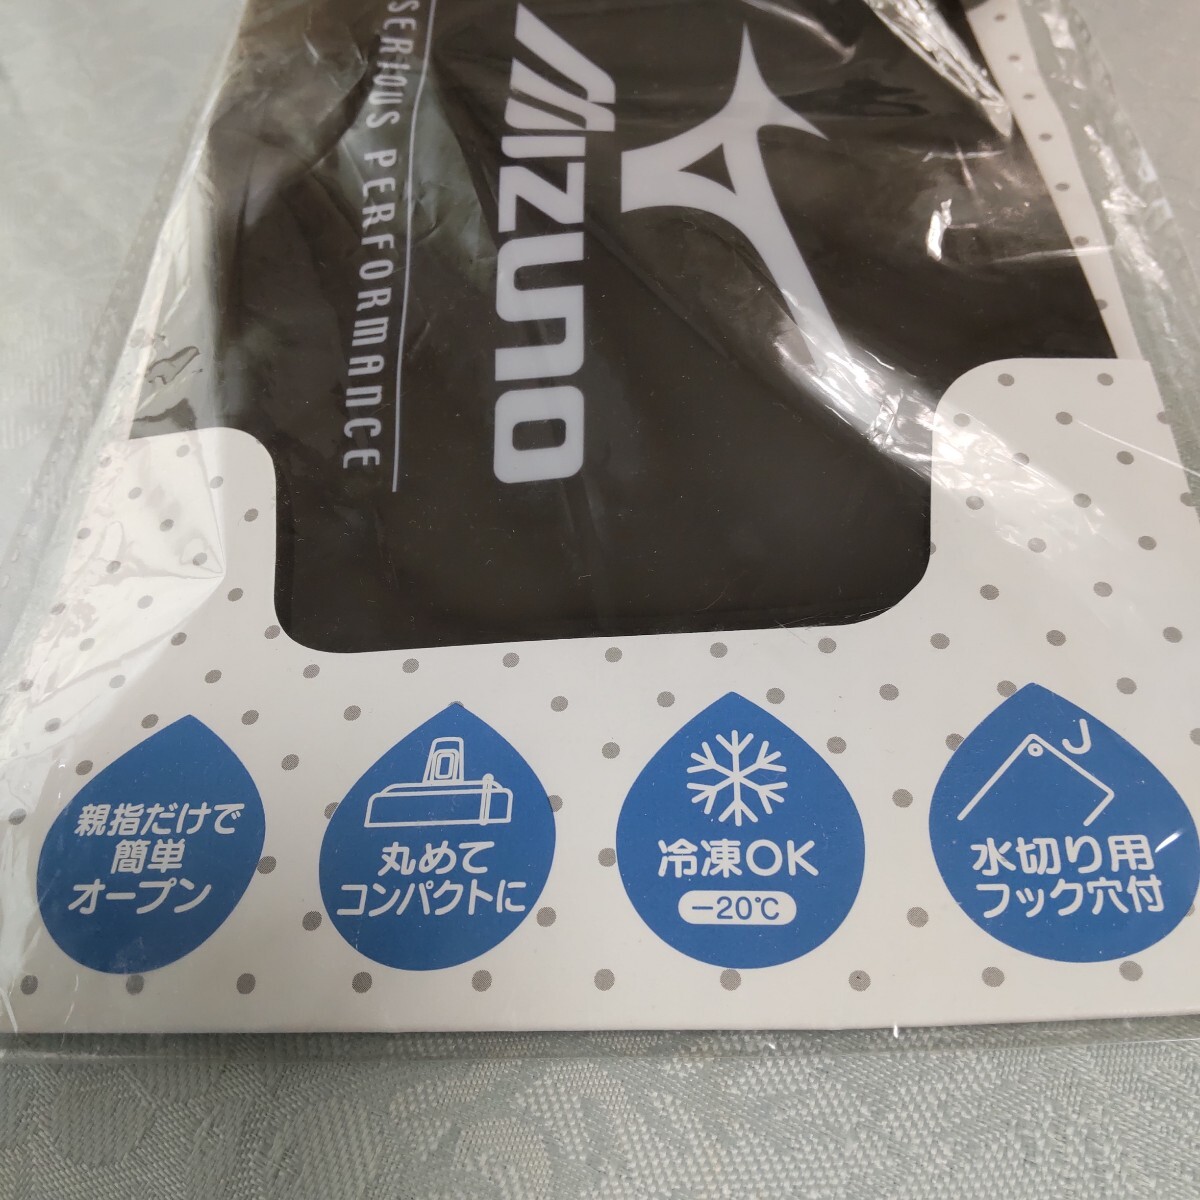 SERIOUS PERFORMANCE
MIZUNO
親指だけで
簡単
オープン
丸めて
コンパクトに
冷凍OK
-20℃
水切り用
フック穴付